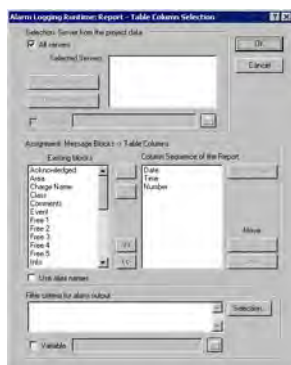 Alarm Logging Runtime: Report - Table Column Selection
Selection: Server from the project data
All servers
OK
Selected Servers
Cancel
...
Assignment: Message Blocks -> Table Columns
Existing blocks
Column Sequence of the Report
Acknowledged
Area
Charge Name
Class
Comments
Event
Free 1
Free 2
Free 3
Free 4
Free 5
Info
Date
Time
Number
Move
>>
<<
Use alias names
Filter criteria for alarm output
Selection...
Variable
...